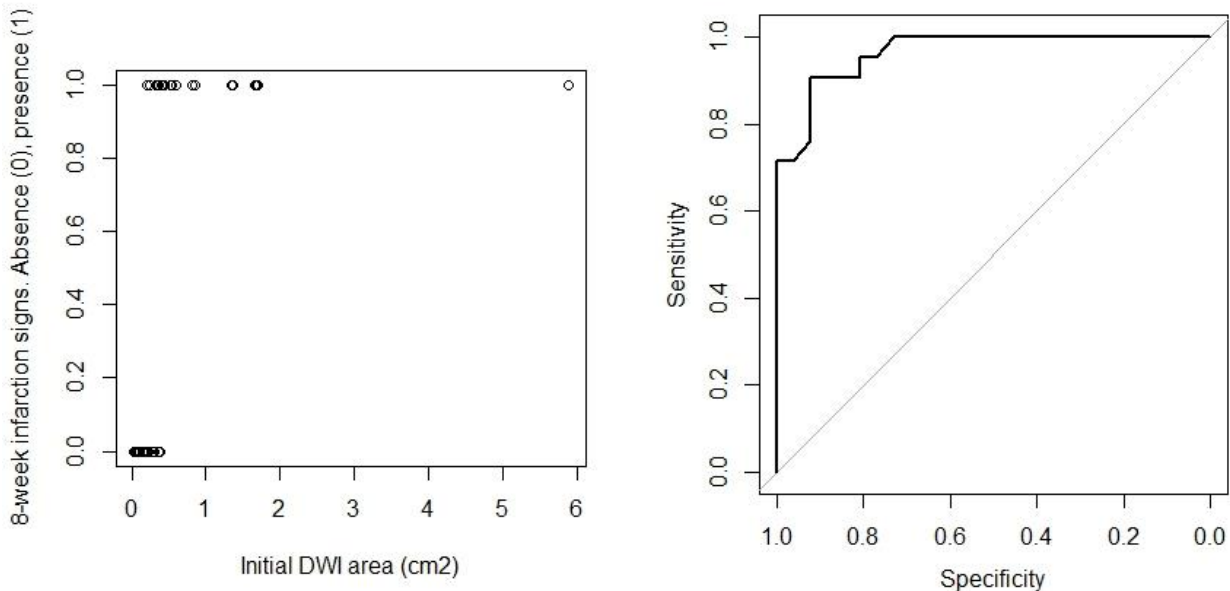 8-week infarction signs. Absence (0), presence (1)
1.0
0.8
0.6
0.4
0.2
0.0
0 1 2 3 4 5 6
Initial DWI area (cm2)
Sensitivity
1.0
0.8
0.6
0.4
0.2
0.0
1.0 0.8 0.6 0.4 0.2 0.0
Specificity